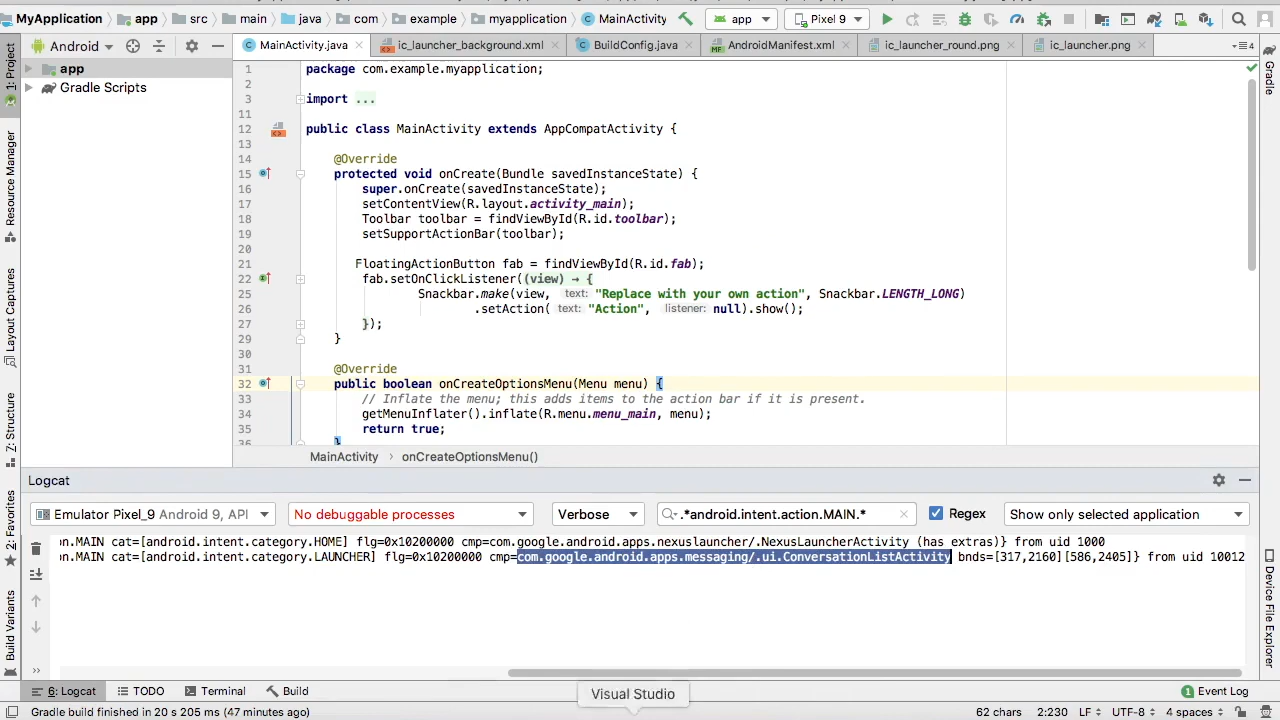 MyApplication app src main java com example myapplication MainActivity app Pixel 9
1: Project
Resource Manager
Layout Captures
Z: Structure
2: Favorites
Build Variants
Android
app
Gradle Scripts
MainActivity.java ic_launcher_background.xml BuildConfig.java AndroidManifest.xml ic_launcher_round.png ic_launcher.png 4
1 package com.example.myapplication;
2
3 import ...
11
12 public class MainActivity extends AppCompatActivity {
13
14 @Override
15 protected void onCreate(Bundle savedInstanceState) {
16 super.onCreate(savedInstanceState);
17 setContentView(R.layout.activity_main);
18 Toolbar toolbar = findViewById(R.id.toolbar);
19 setSupportActionBar(toolbar);
20
21 FloatingActionButton fab = findViewById(R.id.fab);
22 fab.setOnClickListener((view) → {
25 Snackbar.make(view, text: "Replace with your own action", Snackbar.LENGTH_LONG)
26 .setAction( text: "Action", listener: null).show();
27 });
29 }
30
31 @Override
32 public boolean onCreateOptionsMenu(Menu menu) {
33 // Inflate the menu; this adds items to the action bar if it is present.
34 getMenuInflater().inflate(R.menu.menu_main, menu);
35 return true;
36 }
MainActivity › onCreateOptionsMenu()
Gradle
Device File Explorer
Logcat
Emulator Pixel_9 Android 9, API No debuggable processes Verbose .*android.intent.action.MAIN.* Regex Show only selected application
on.MAIN cat=[android.intent.category.HOME] flg=0x10200000 cmp=com.google.android.apps.nexuslauncher/.NexusLauncherActivity (has extras)} from uid 1000
on.MAIN cat=[android.intent.category.LAUNCHER] flg=0x10200000 cmp=com.google.android.apps.messaging/.ui.ConversationListActivity bnds=[317,2160][586,2405]} from uid 10012
6: Logcat TODO Terminal Build 1 Event Log
Visual Studio
Gradle build finished in 20 s 205 ms (47 minutes ago) 62 chars 2:230 LF UTF-8 4 spaces